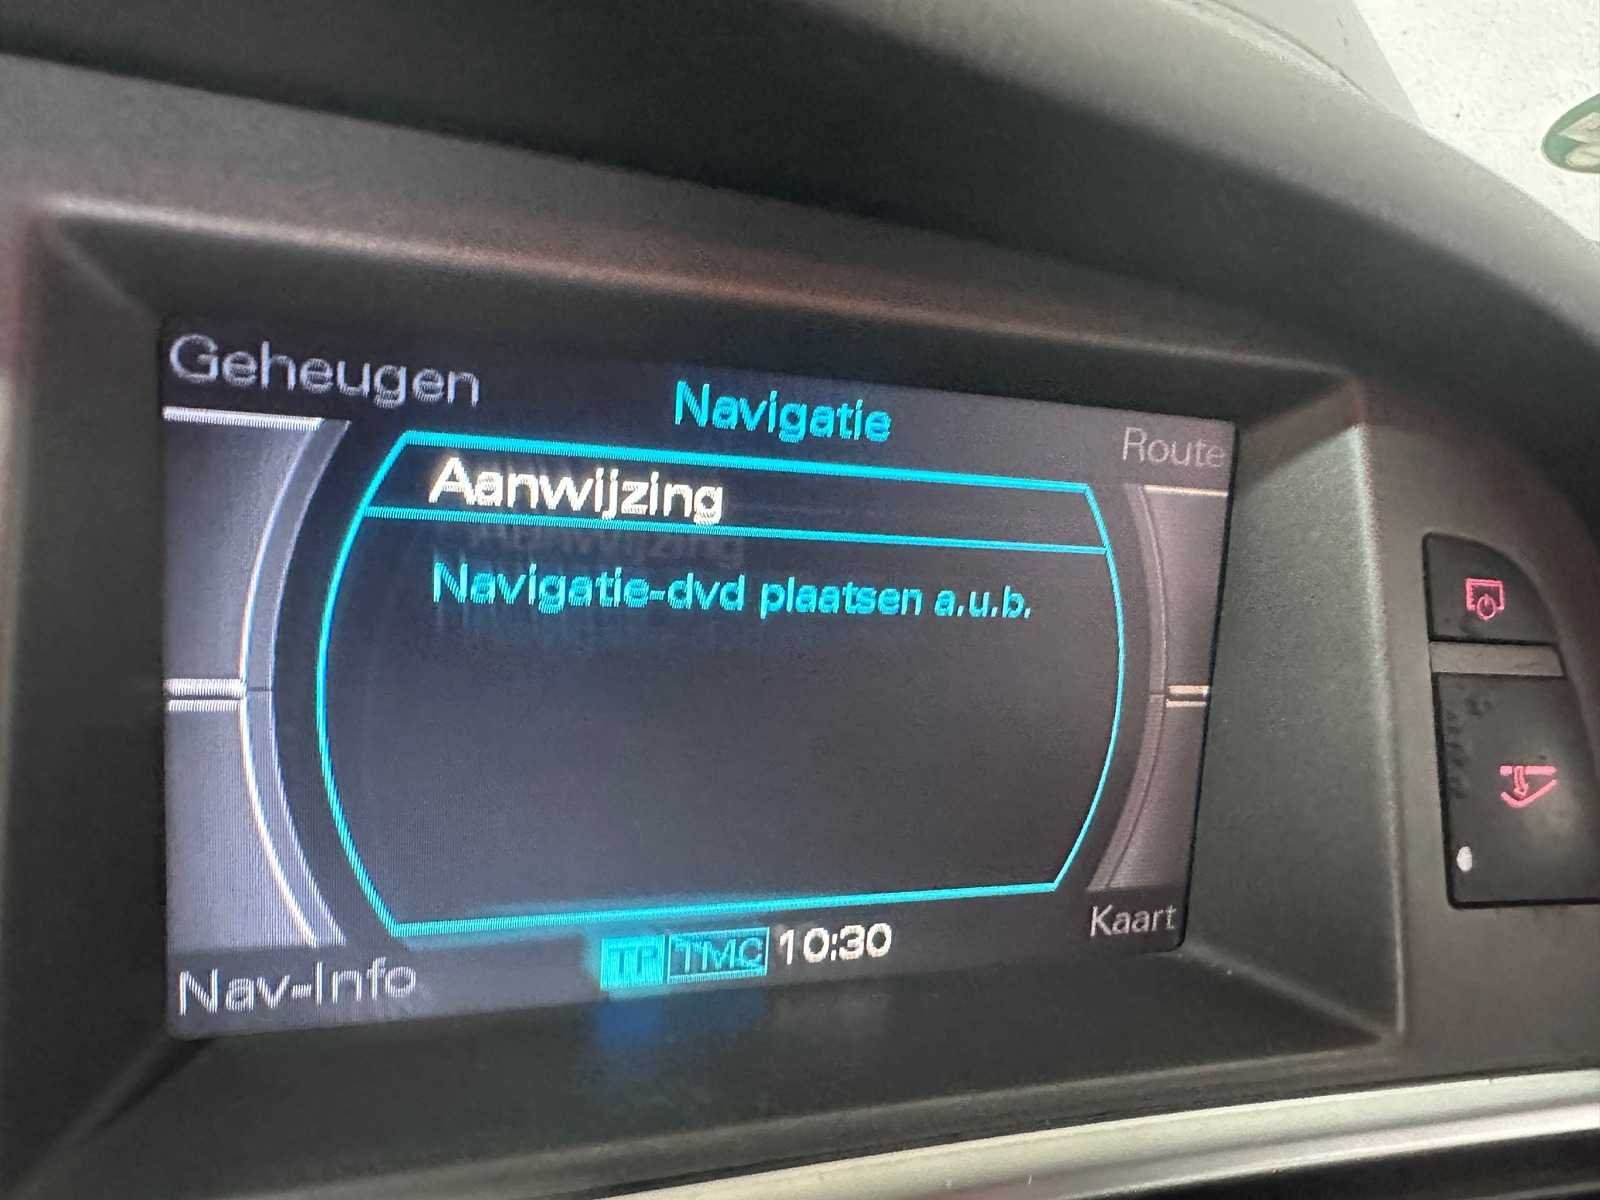 Geheugen
Navigatie
Route
Aanwijzing
Navigatie-dvd plaatsen a.u.b.
Nav-Info
TP TMC 10:30
Kaart